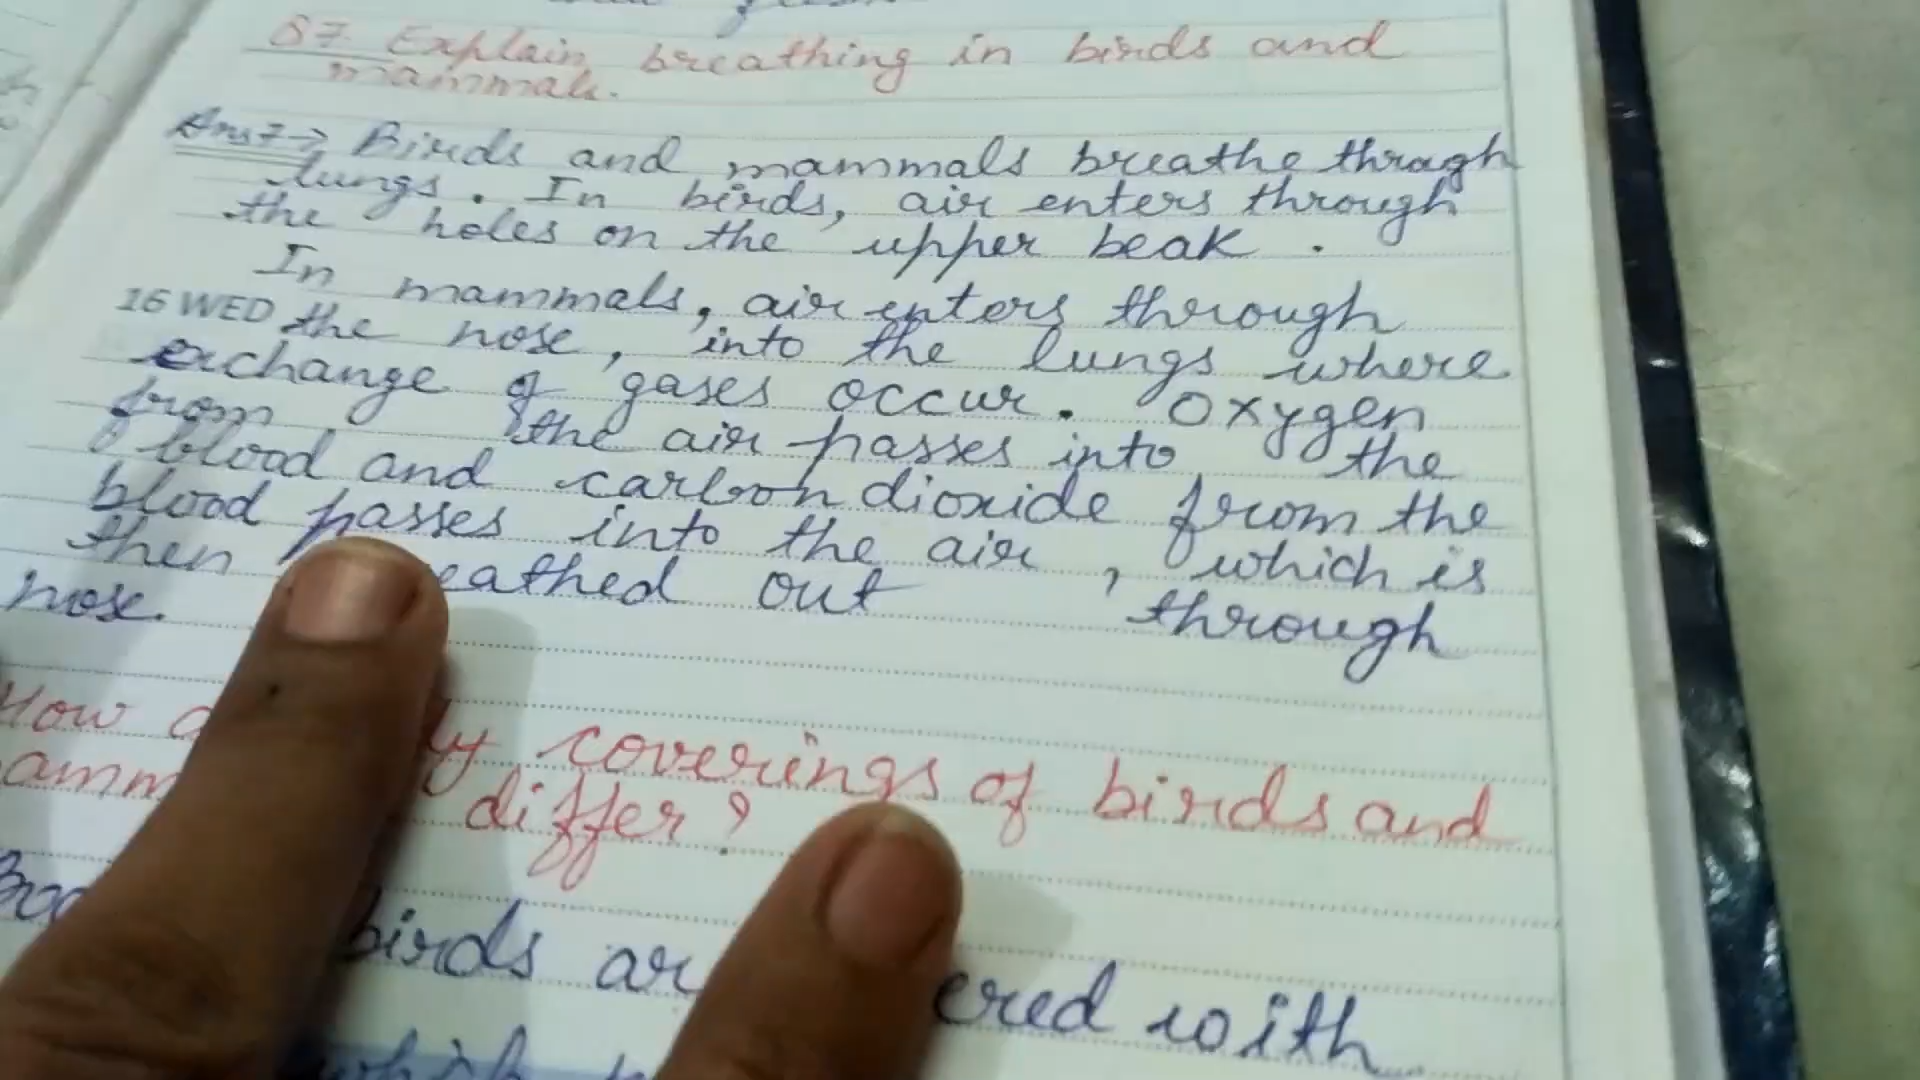 Q7. Explain breathing in birds and
mammals.
Ans7→ Birds and mammals breathe thragh
lungs. In birds, air enters through
the holes on the upper beak.
In mammals, air enters through
16 WED the nose, into the lungs where
exchange of gases occur. Oxygen
from the air passes into the
blood and carbon dioxide from the
blood passes into the air, which is
then eathed out through
nose.
How coverings of birds and
differ?
birds ered with
which